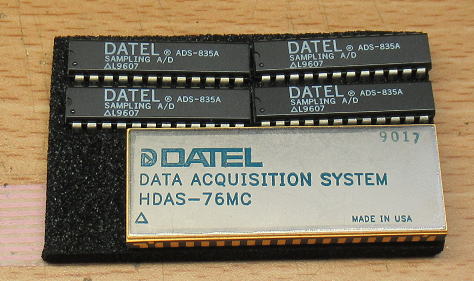 DATEL ® ADS-835A
SAMPLING A/D
△L9607
DATEL ® ADS-835A
SAMPLING A/D
△L9607
DATEL ® ADS-835A
SAMPLING A/D
△L9607
DATEL ® ADS-835A
SAMPLING A/D
△L9607
9017
DATEL
DATA ACQUISITION SYSTEM
HDAS-76MC
△ MADE IN USA